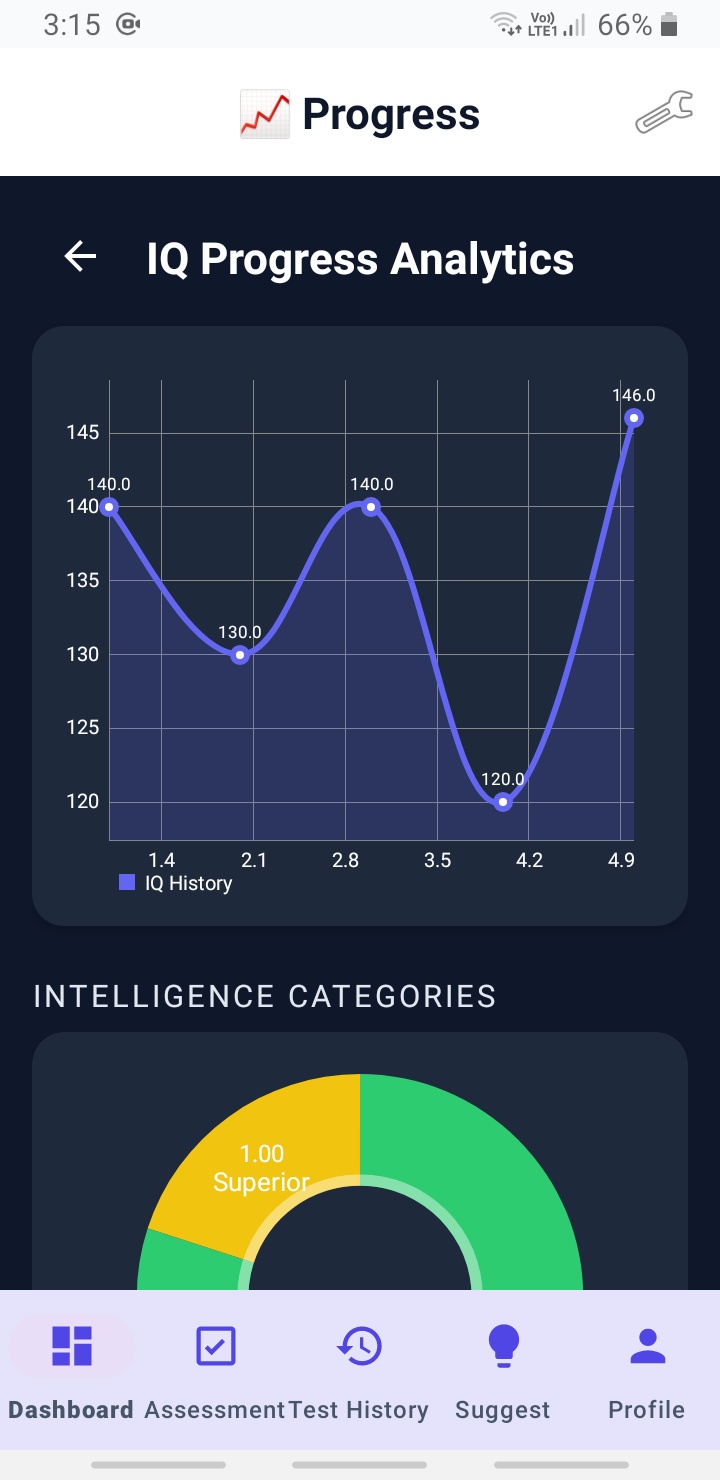 3:15
Vo)) LTE1 66%
Progress
IQ Progress Analytics
146.0
145
140.0 140.0
140
135
130.0
130
125
120.0
120
1.4 2.1 2.8 3.5 4.2 4.9
IQ History
INTELLIGENCE CATEGORIES
1.00
Superior
Dashboard Assessment Test History Suggest Profile